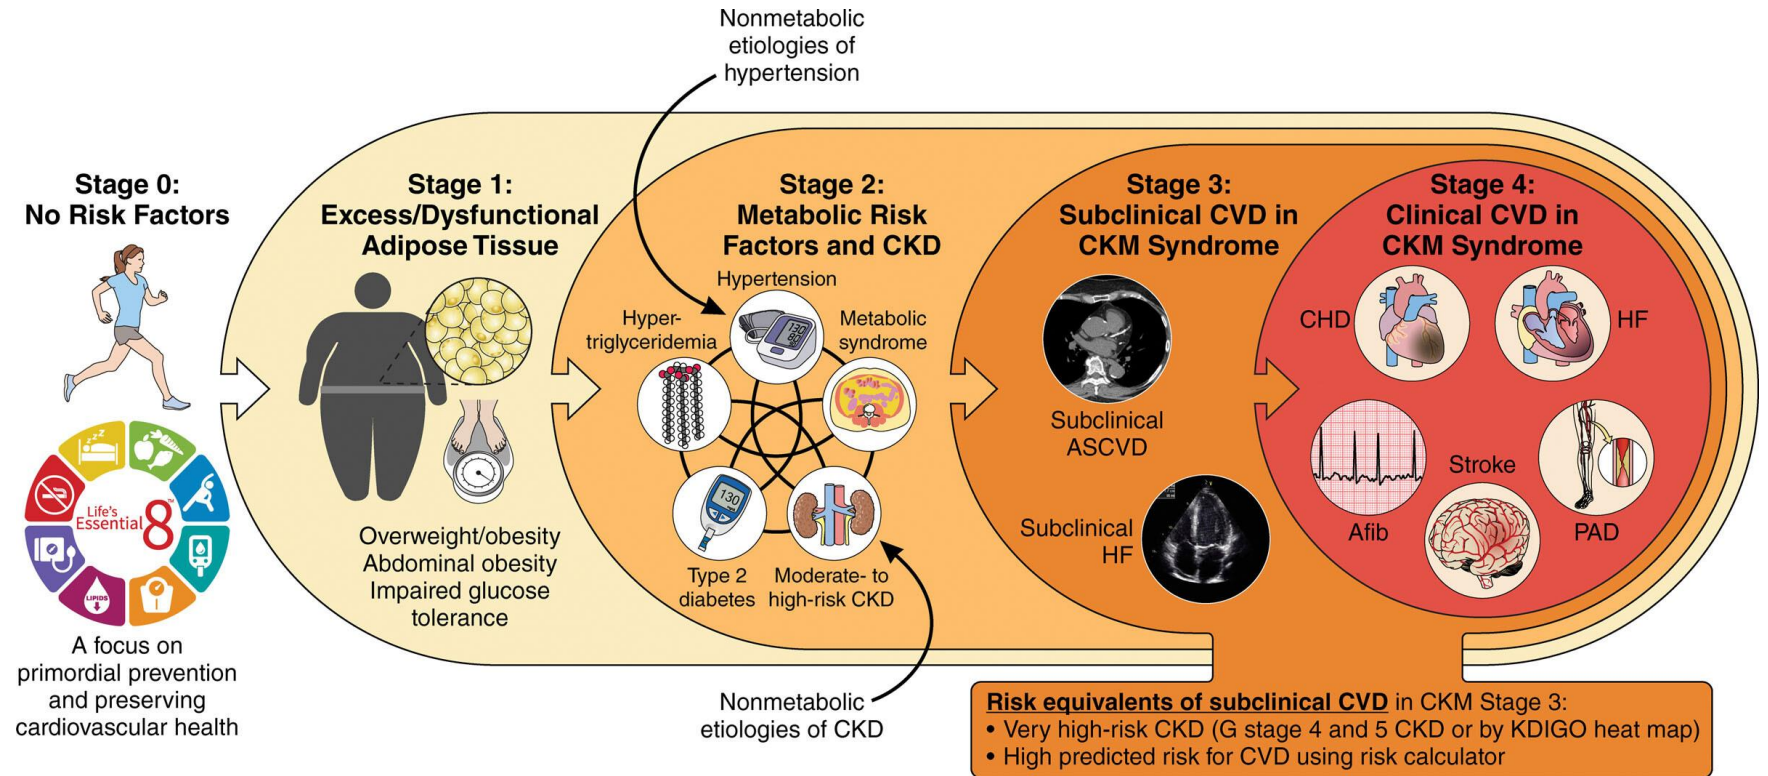 Nonmetabolic
etiologies of
hypertension
Stage 0:
No Risk Factors
Life's
Essential 8™
LIPIDS
A focus on
primordial prevention
and preserving
cardiovascular health
Stage 1:
Excess/Dysfunctional
Adipose Tissue
Overweight/obesity
Abdominal obesity
Impaired glucose
tolerance
Stage 2:
Metabolic Risk
Factors and CKD
Hypertension
Hyper-
triglyceridemia
Metabolic
syndrome
130
Type 2
diabetes
Moderate- to
high-risk CKD
Nonmetabolic
etiologies of CKD
Stage 3:
Subclinical CVD in
CKM Syndrome
Subclinical
ASCVD
Subclinical
HF
Stage 4:
Clinical CVD in
CKM Syndrome
CHD
HF
Afib
Stroke
PAD
Risk equivalents of subclinical CVD in CKM Stage 3:
• Very high-risk CKD (G stage 4 and 5 CKD or by KDIGO heat map)
• High predicted risk for CVD using risk calculator